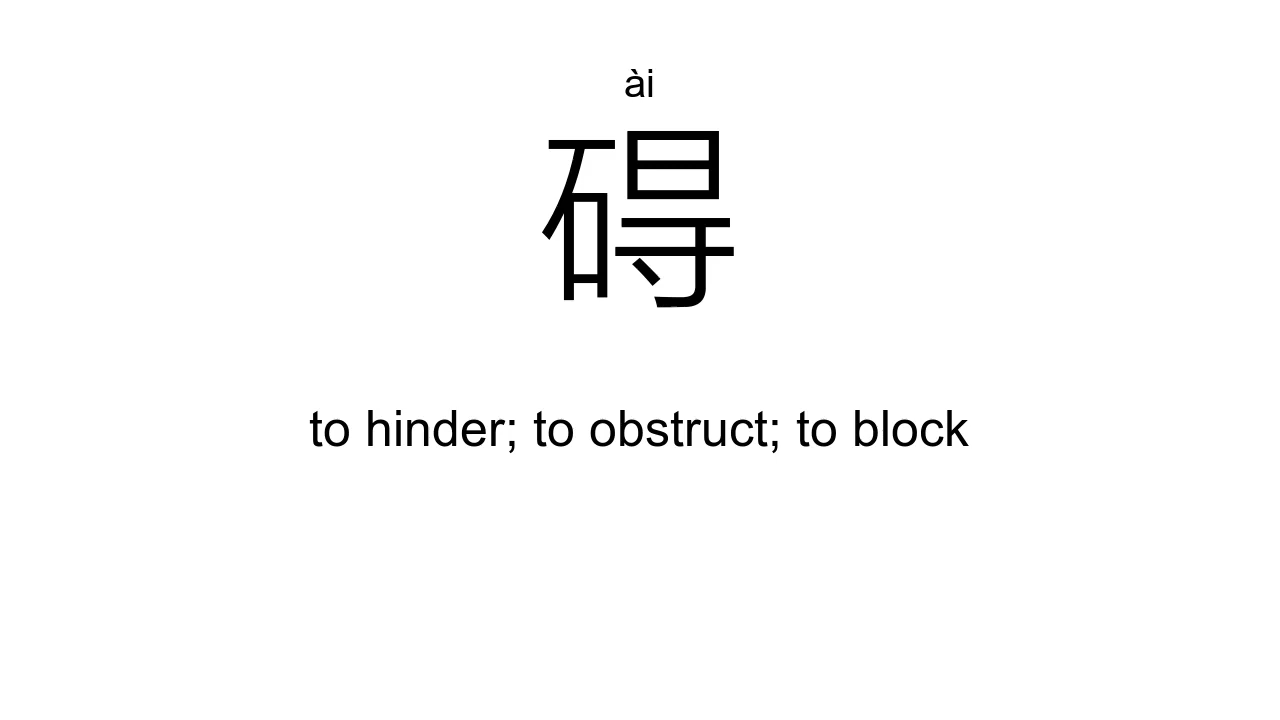 ài
碍
to hinder; to obstruct; to block